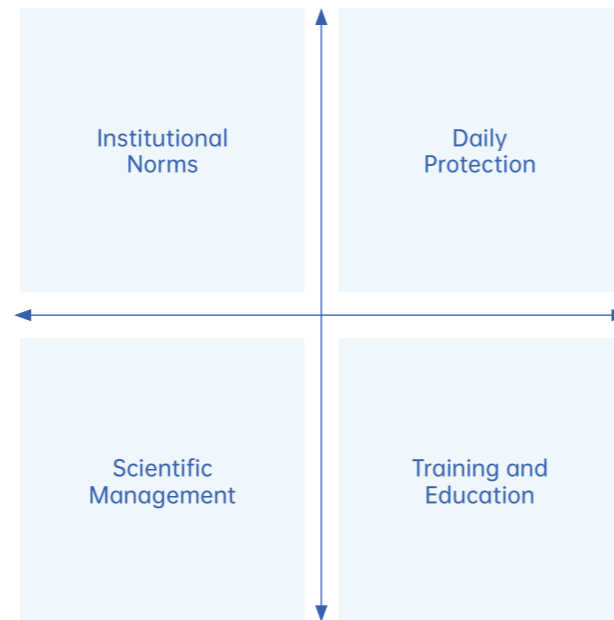 Institutional
Norms
Daily
Protection
Scientific
Management
Training and
Education